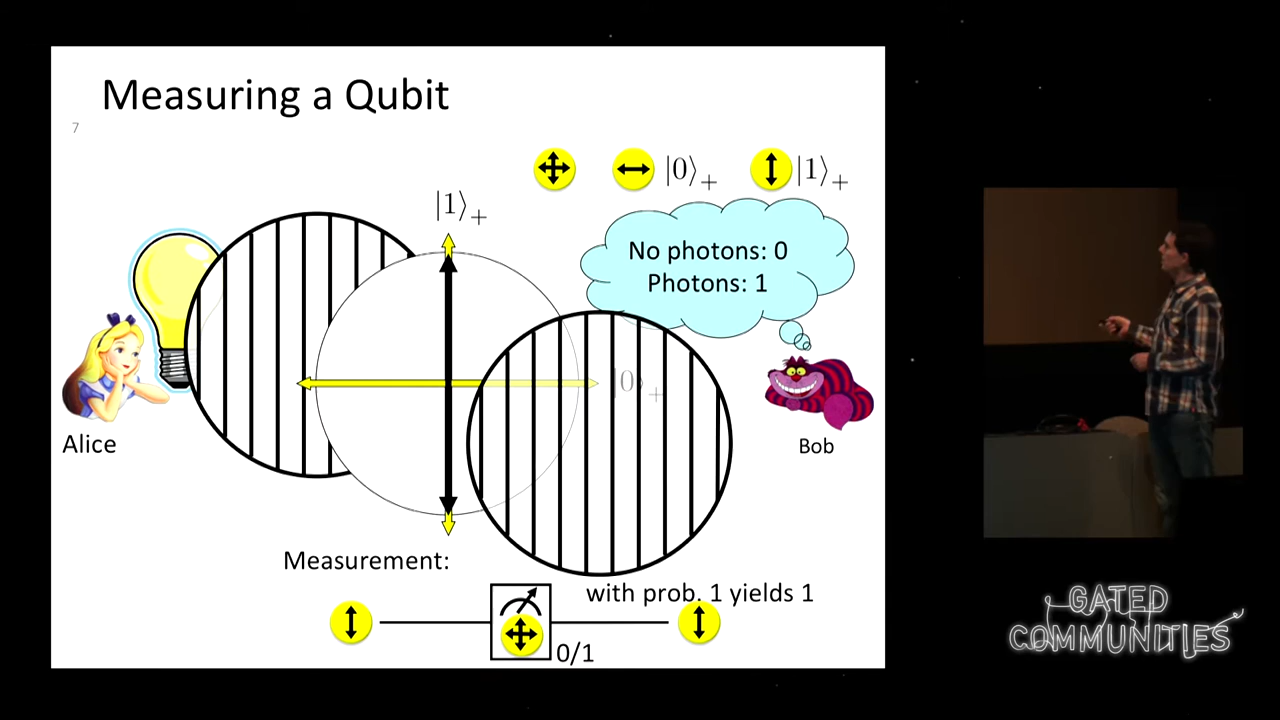 Measuring a Qubit
7
|0⟩₊
|1⟩₊
|1⟩₊
No photons: 0
Photons: 1
|0⟩₊
Alice
Bob
Measurement:
with prob. 1 yields 1
0/1
GATED
COMMUNITIES